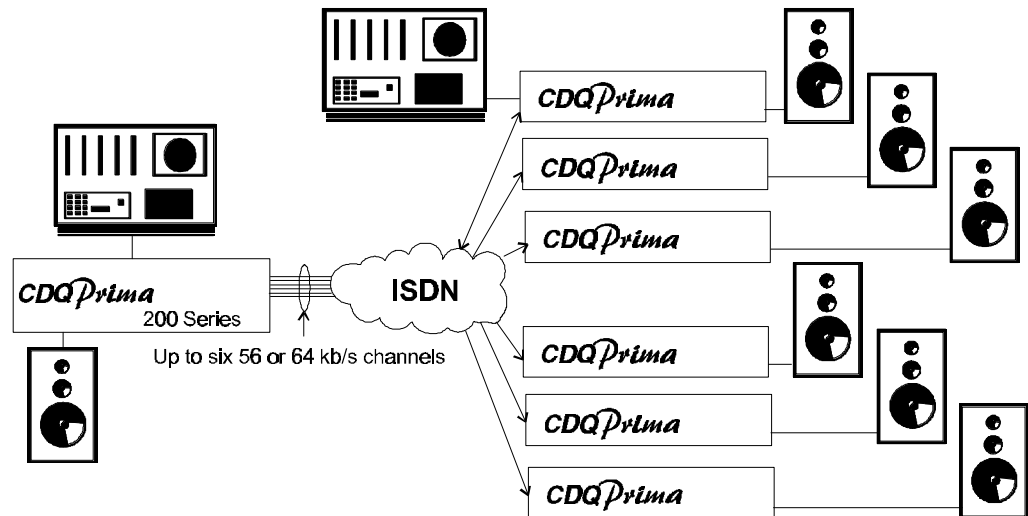 CDQPrima
CDQPrima
CDQPrima
CDQPrima
200 Series
ISDN
Up to six 56 or 64 kb/s channels
CDQPrima
CDQPrima
CDQPrima